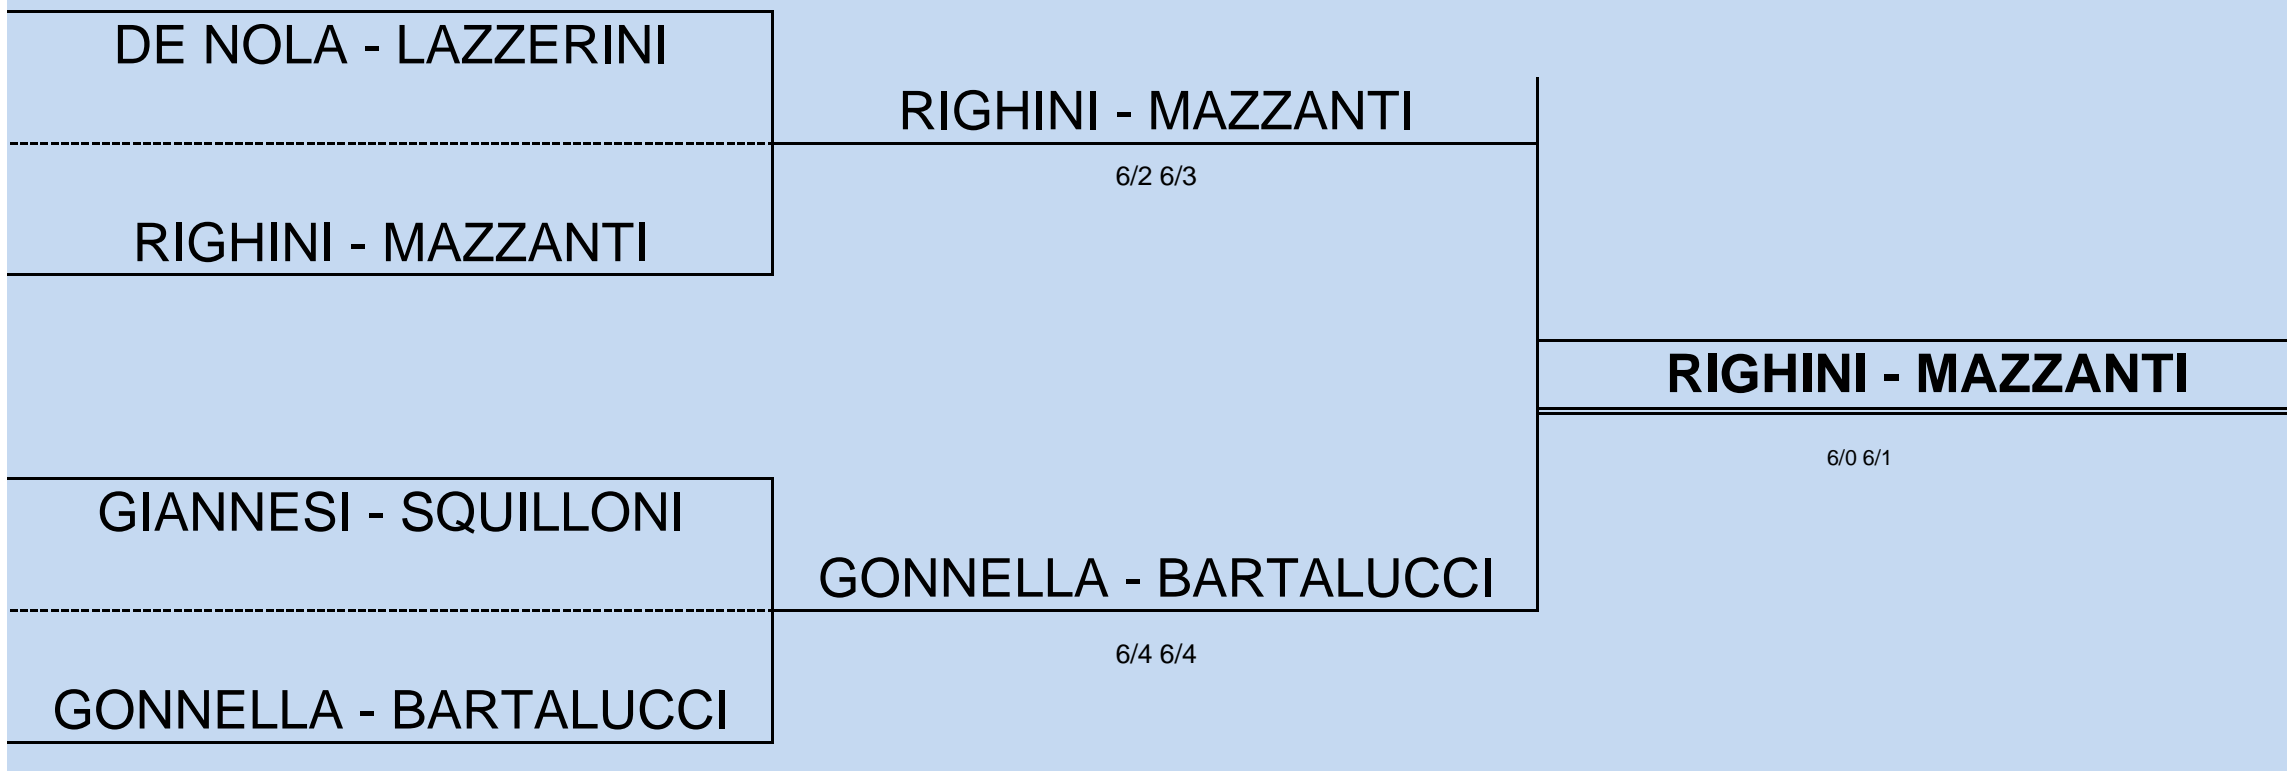 DE NOLA - LAZZERINI
RIGHINI - MAZZANTI
6/2 6/3
RIGHINI - MAZZANTI
RIGHINI - MAZZANTI
6/0 6/1
GIANNESI - SQUILLONI
GONNELLA - BARTALUCCI
6/4 6/4
GONNELLA - BARTALUCCI